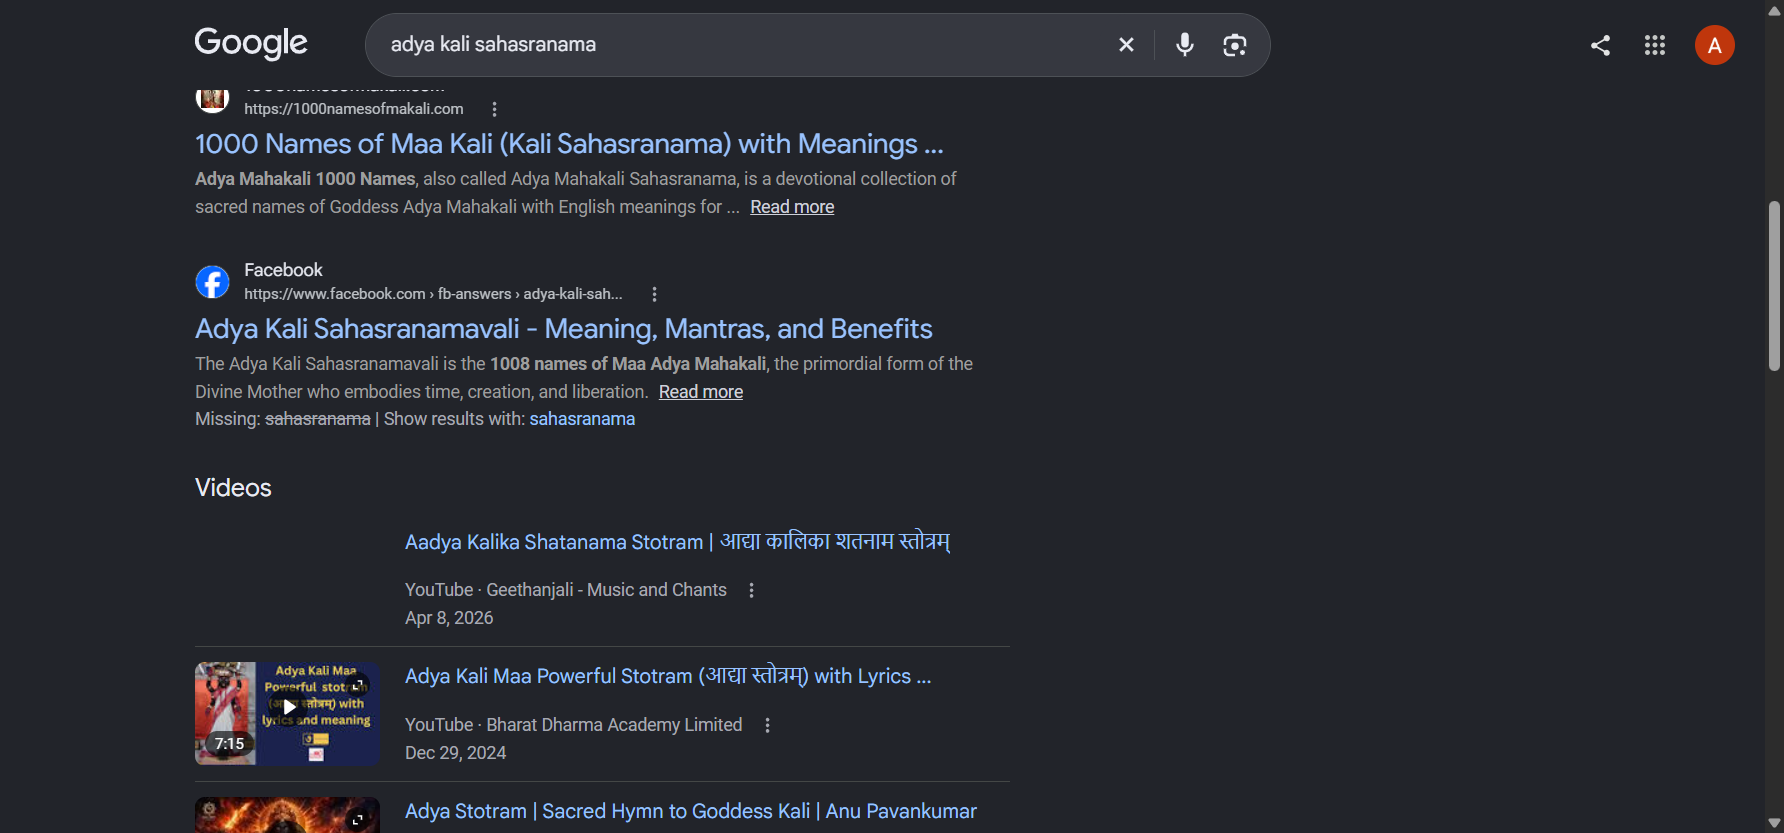 Google
adya kali sahasranama
A
https://1000namesofmakali.com
1000 Names of Maa Kali (Kali Sahasranama) with Meanings ...
Adya Mahakali 1000 Names, also called Adya Mahakali Sahasranama, is a devotional collection of
sacred names of Goddess Adya Mahakali with English meanings for ... Read more
Facebook
https://www.facebook.com › fb-answers › adya-kali-sah...
Adya Kali Sahasranamavali - Meaning, Mantras, and Benefits
The Adya Kali Sahasranamavali is the 1008 names of Maa Adya Mahakali, the primordial form of the
Divine Mother who embodies time, creation, and liberation. Read more
Missing: sahasranama | Show results with: sahasranama
Videos
Aadya Kalika Shatanama Stotram | आद्या कालिका शतनाम स्तोत्रम्
YouTube · Geethanjali - Music and Chants
Apr 8, 2026
Adya Kali Maa
Powerful stotram
(आद्या स्तोत्रम्) with
lyrics and meaning
7:15
Adya Kali Maa Powerful Stotram (आद्या स्तोत्रम्) with Lyrics ...
YouTube · Bharat Dharma Academy Limited
Dec 29, 2024
Adya Stotram | Sacred Hymn to Goddess Kali | Anu Pavankumar